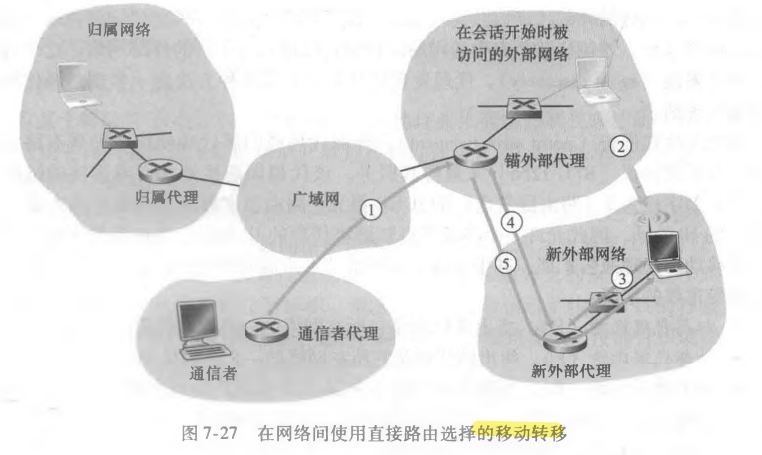 归属网络
在会话开始时被
访问的外部网络
归属代理
广域网
锚外部代理
①
②
④
⑤
新外部网络
③
通信者代理
通信者
新外部代理
图 7-27 在网络间使用直接路由选择的移动转移